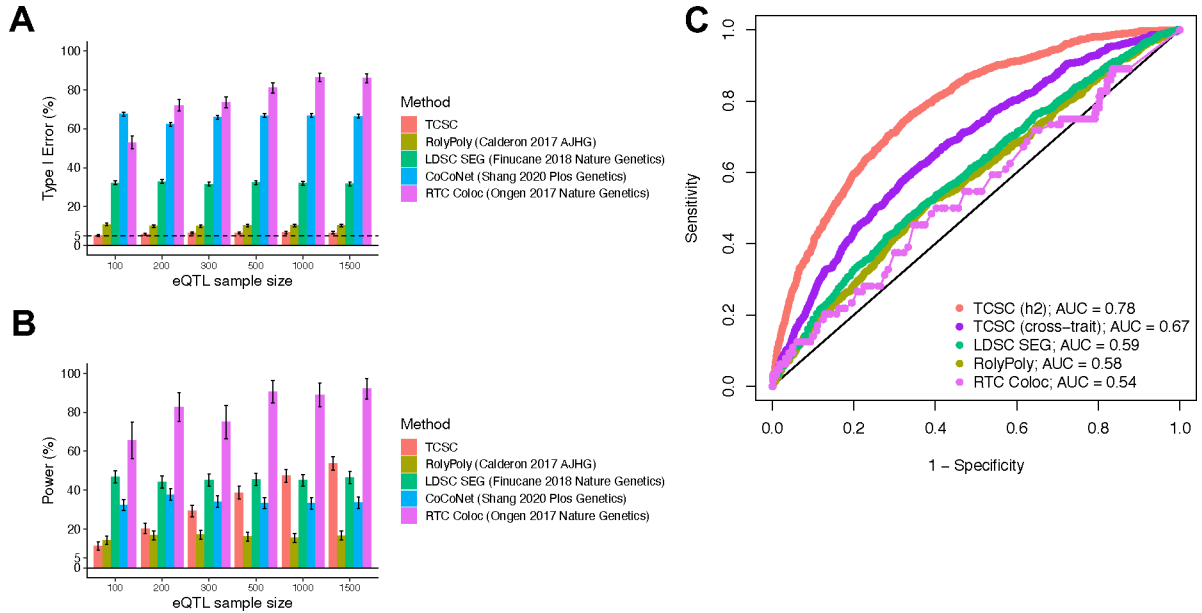 A
Type I Error (%)
100
80
60
40
20
5
0
100 200 300 500 1000 1500
eQTL sample size
Method
TCSC
RolyPoly (Calderon 2017 AJHG)
LDSC SEG (Finucane 2018 Nature Genetics)
CoCoNet (Shang 2020 Plos Genetics)
RTC Coloc (Ongen 2017 Nature Genetics)
B
Power (%)
100
80
60
40
20
5
0
100 200 300 500 1000 1500
eQTL sample size
Method
TCSC
RolyPoly (Calderon 2017 AJHG)
LDSC SEG (Finucane 2018 Nature Genetics)
CoCoNet (Shang 2020 Plos Genetics)
RTC Coloc (Ongen 2017 Nature Genetics)
C
Sensitivity
1.0
0.8
0.6
0.4
0.2
0.0
TCSC (h2); AUC = 0.78
TCSC (cross-trait); AUC = 0.67
LDSC SEG; AUC = 0.59
RolyPoly; AUC = 0.58
RTC Coloc; AUC = 0.54
0.0 0.2 0.4 0.6 0.8 1.0
1 − Specificity